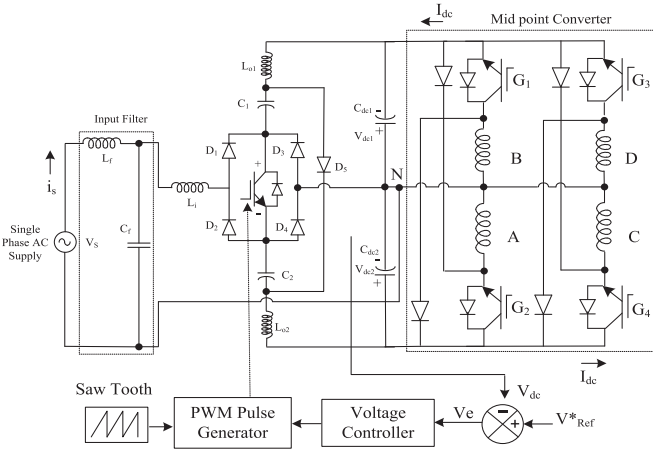 I_dc
Mid point Converter
L_o1
C_1
C_dc1
-
V_dc1
+
G_1
G_3
Input Filter
L_f
i_s
D_1
D_3
+
D_5
B
D
N
L_i
Single
Phase AC
Supply
V_S
C_f
D_2
-
D_4
A
C
C_dc2
-
V_dc2
+
C_2
G_2
G_4
L_o2
I_dc
Saw Tooth
V_dc
PWM Pulse
Generator
Voltage
Controller
Ve
-
+
V*_Ref